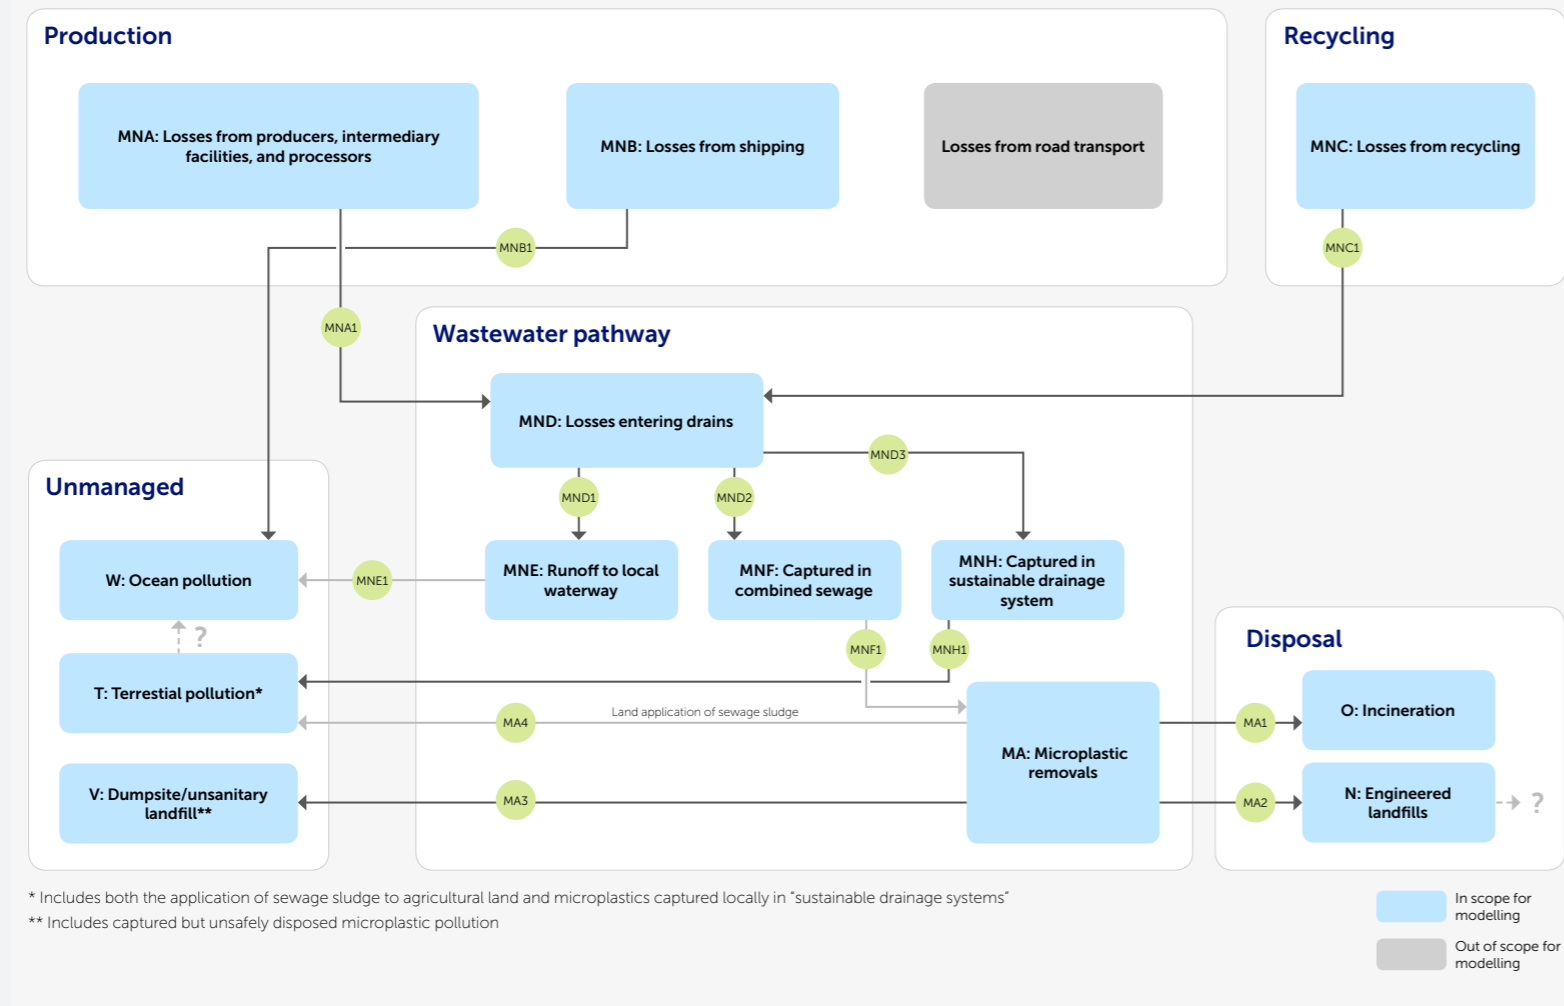 Production
Recycling
MNA: Losses from producers, intermediary
facilities, and processors
MNB: Losses from shipping
Losses from road transport
MNC: Losses from recycling
MNB1
MNC1
MNA1
Wastewater pathway
MND: Losses entering drains
MND3
Unmanaged
MND1
MND2
W: Ocean pollution
MNE1
MNE: Runoff to local
waterway
MNF: Captured in
combined sewage
MNH: Captured in
sustainable drainage
system
?
MNF1
MNH1
Disposal
T: Terrestial pollution*
MA4
Land application of sewage sludge
MA: Microplastic
removals
MA1
O: Incineration
V: Dumpsite/unsanitary
landfill**
MA3
MA2
N: Engineered
landfills
?
* Includes both the application of sewage sludge to agricultural land and microplastics captured locally in “sustainable drainage systems”
** Includes captured but unsafely disposed microplastic pollution
In scope for
modelling
Out of scope for
modelling